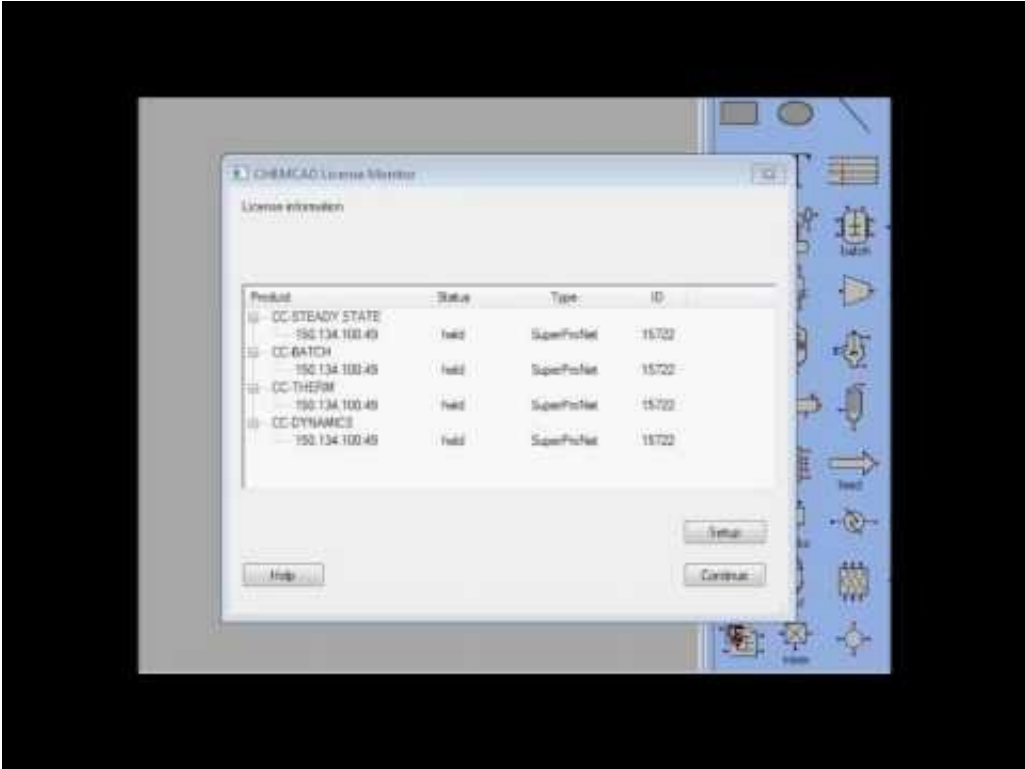 CHEMCAD License Monitor
License information
Product Status Type ID
CC-STEADY STATE
150.134.100.49 held SuperProNet 15722
CC-BATCH
150.134.100.49 held SuperProNet 15722
CC-THERM
150.134.100.49 held SuperProNet 15722
CC-DYNAMICS
150.134.100.49 held SuperProNet 15722
Setup
Help
Continue
batch
feed